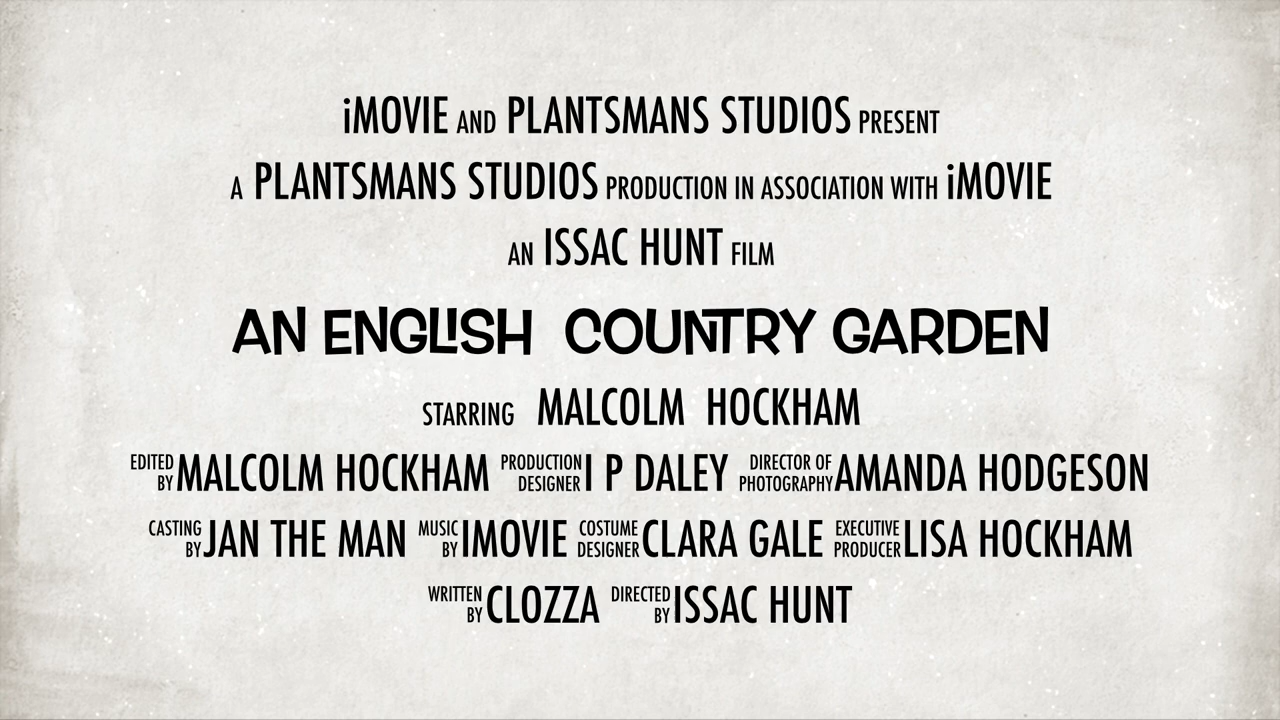 iMOVIE AND PLANTSMANS STUDIOS PRESENT
A PLANTSMANS STUDIOS PRODUCTION IN ASSOCIATION WITH iMOVIE
AN ISSAC HUNT FILM
AN ENGLISH COUNTRY GARDEN
STARRING MALCOLM HOCKHAM
EDITED BY MALCOLM HOCKHAM PRODUCTION DESIGNER I P DALEY DIRECTOR OF PHOTOGRAPHY AMANDA HODGESON
CASTING BY JAN THE MAN MUSIC BY IMOVIE COSTUME DESIGNER CLARA GALE EXECUTIVE PRODUCER LISA HOCKHAM
WRITTEN BY CLOZZA DIRECTED BY ISSAC HUNT